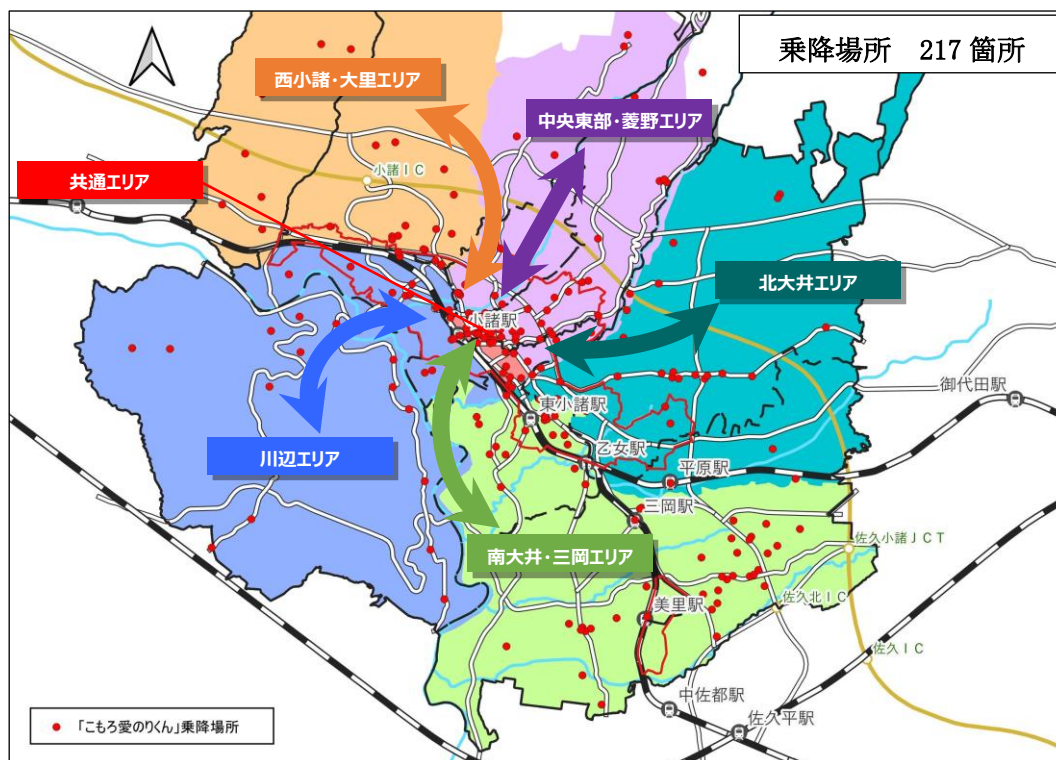 乗降場所　217 箇所
西小諸・大里エリア
中央東部・菱野エリア
共通エリア
小諸ＩＣ
北大井エリア
小諸駅
御代田駅
東小諸駅
乙女駅
川辺エリア
平原駅
三岡駅
南大井・三岡エリア
佐久小諸ＪＣＴ
佐久北ＩＣ
美里駅
佐久ＩＣ
中佐都駅
佐久平駅
「こもろ愛のりくん」乗降場所